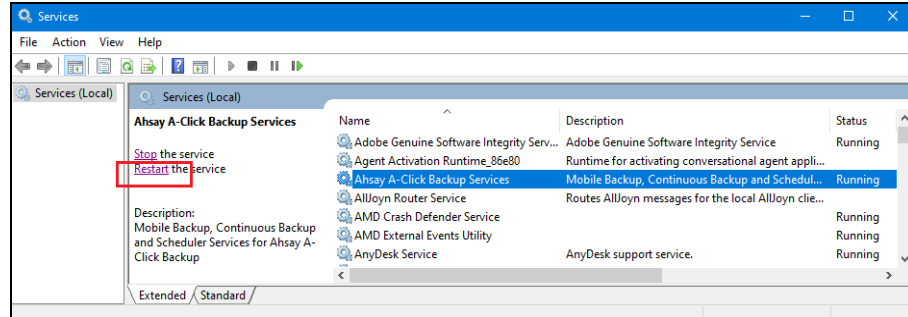 Services
File Action View Help
Services (Local)
Services (Local)
Ahsay A-Click Backup Services
Stop the service
Restart the service
Description:
Mobile Backup, Continuous Backup
and Scheduler Services for Ahsay A-
Click Backup
Name Description Status
Adobe Genuine Software Integrity Serv... Adobe Genuine Software Integrity Service Running
Agent Activation Runtime_86e80 Runtime for activating conversational agent appli...
Ahsay A-Click Backup Services Mobile Backup, Continuous Backup and Schedul... Running
AllJoyn Router Service Routes AllJoyn messages for the local AllJoyn clie...
AMD Crash Defender Service Running
AMD External Events Utility Running
AnyDesk Service AnyDesk support service. Running
Extended Standard